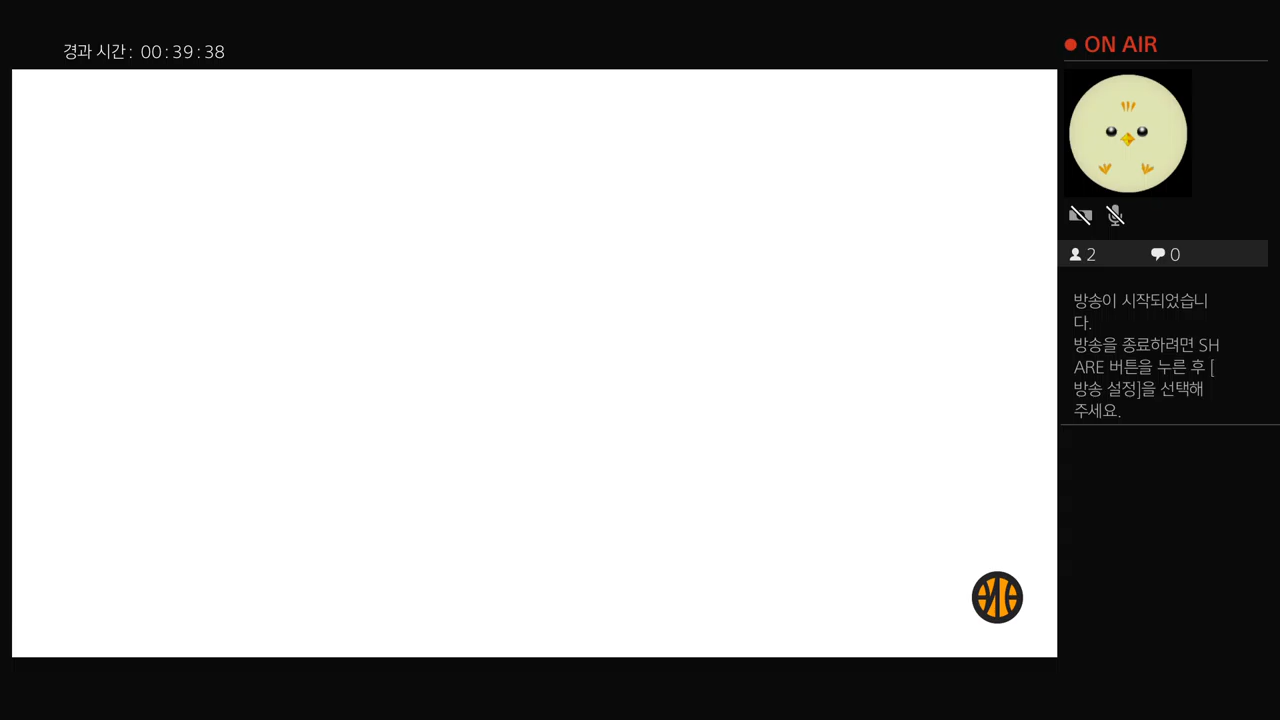 경과 시간 : 00 : 39 : 38
ON AIR
2
0
방송이 시작되었습니
다.
방송을 종료하려면 SH
ARE 버튼을 누른 후 [
방송 설정]을 선택해
주세요.